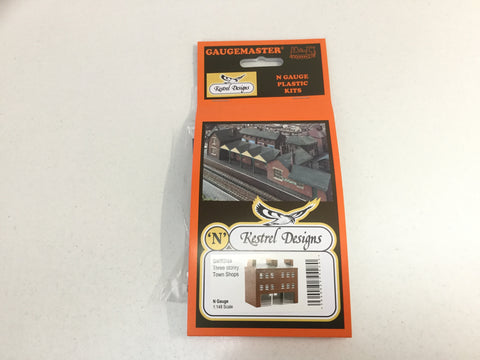 GAUGEMASTER®
Kestrel Designs
N GAUGE
PLASTIC
KITS
'N'
Kestrel Designs
Three storey
Town Shops
N Gauge
1:148 Scale